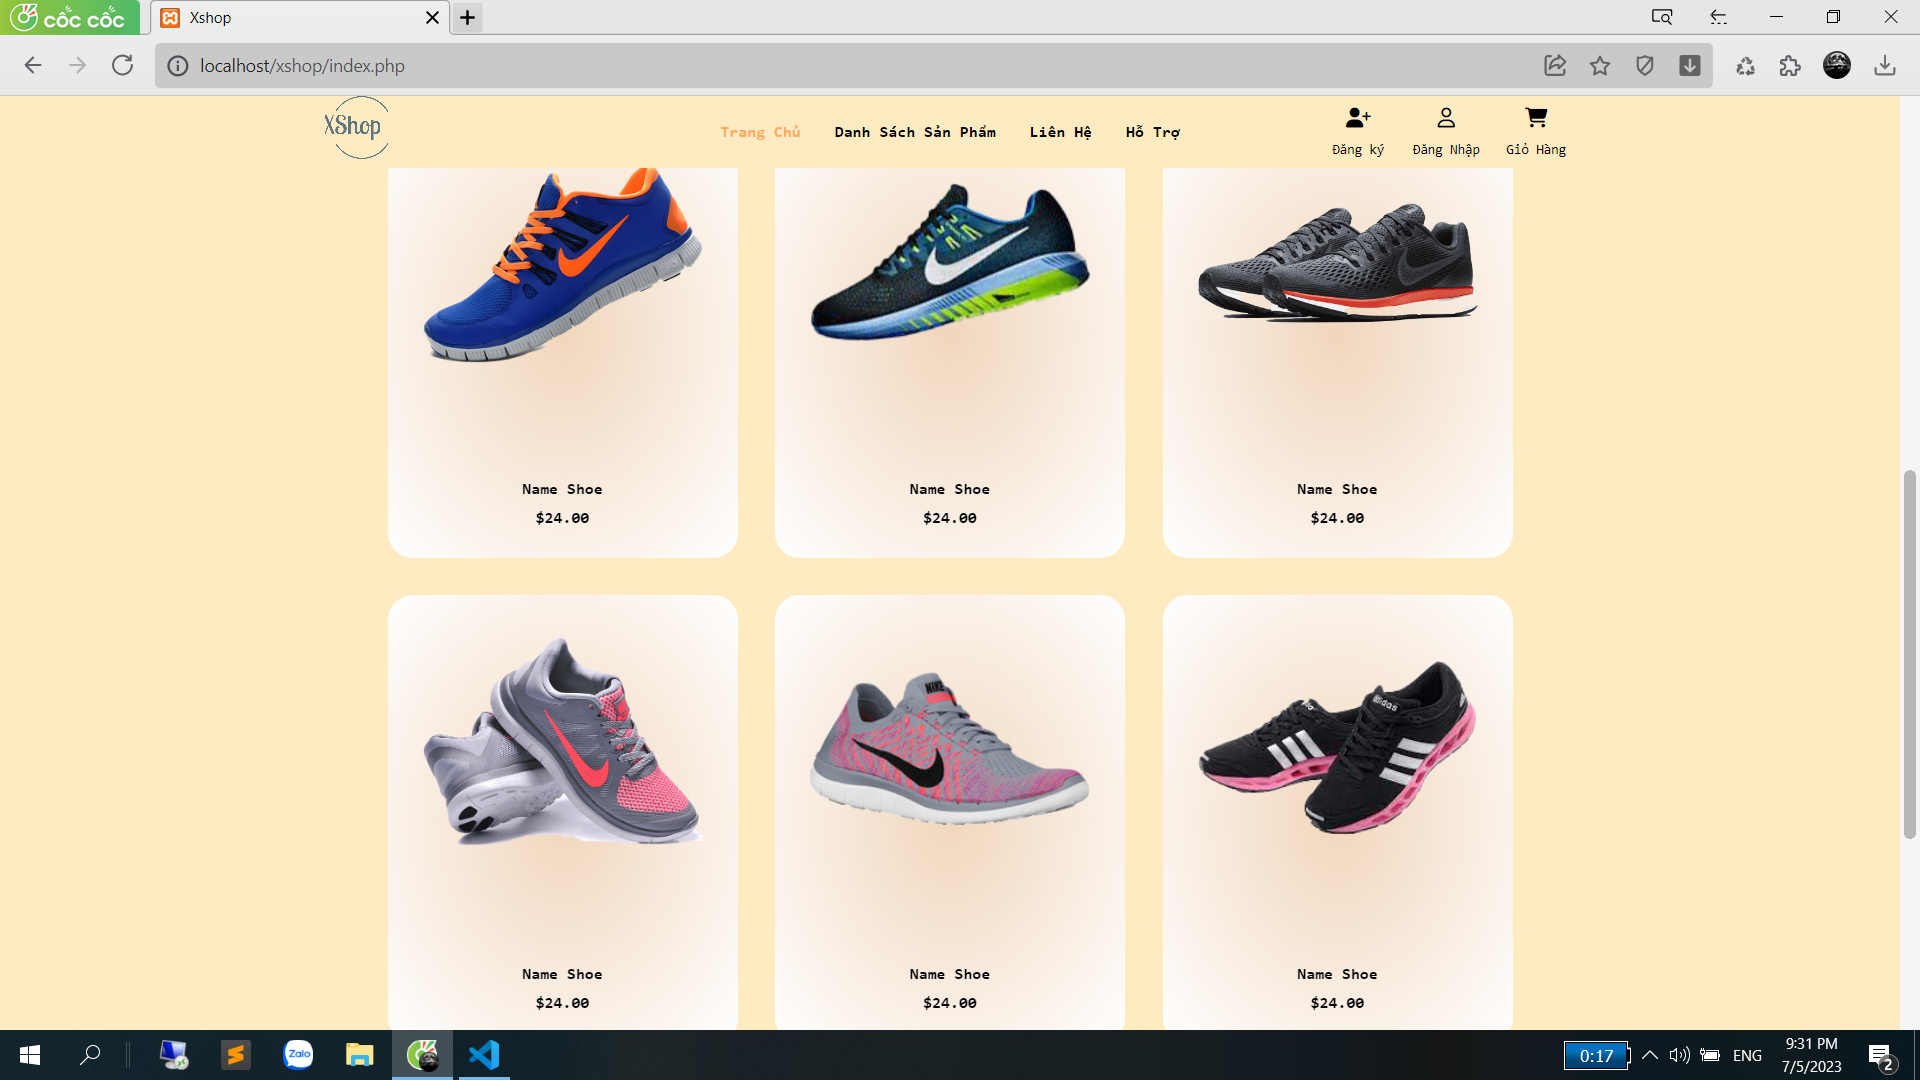 cốc cốc
Xshop
localhost/xshop/index.php
XShop
Trang Chủ
Danh Sách Sản Phẩm
Liên Hệ
Hỗ Trợ
Đăng ký
Đăng Nhập
Giỏ Hàng
Name Shoe
$24.00
Name Shoe
$24.00
Name Shoe
$24.00
NIKE
adidas
Name Shoe
$24.00
Name Shoe
$24.00
Name Shoe
$24.00
Zalo
0:17
ENG
9:31 PM
7/5/2023
2